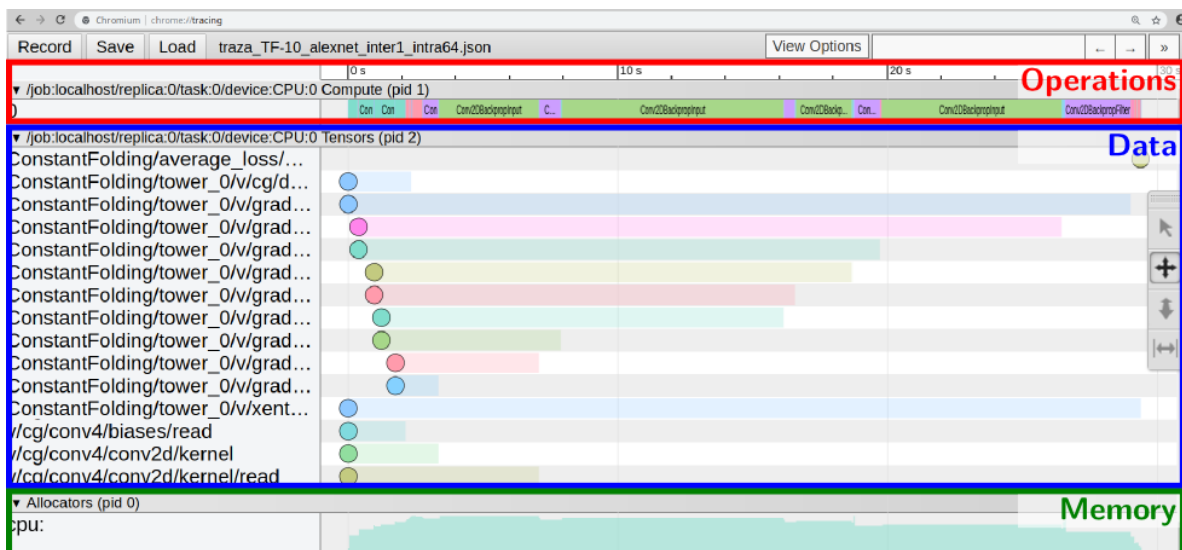 Chromium | chrome://tracing
Record Save Load traza_TF-10_alexnet_inter1_intra64.json View Options ← → »
0 s 10 s 20 s 30 s
Operations
▼ /job:localhost/replica:0/task:0/device:CPU:0 Compute (pid 1)
0 Con Con Con Conv2DBackpropInput C... Conv2DBackpropInput Conv2DBackp... Con... Conv2DBackpropInput Conv2DBackpropFilter
▼ /job:localhost/replica:0/task:0/device:CPU:0 Tensors (pid 2)
Data
ConstantFolding/average_loss/...
ConstantFolding/tower_0/v/cg/d...
ConstantFolding/tower_0/v/grad...
ConstantFolding/tower_0/v/grad...
ConstantFolding/tower_0/v/grad...
ConstantFolding/tower_0/v/grad...
ConstantFolding/tower_0/v/grad...
ConstantFolding/tower_0/v/grad...
ConstantFolding/tower_0/v/grad...
ConstantFolding/tower_0/v/grad...
ConstantFolding/tower_0/v/grad...
ConstantFolding/tower_0/v/xent...
v/cg/conv4/biases/read
v/cg/conv4/conv2d/kernel
v/cg/conv4/conv2d/kernel/read
▼ Allocators (pid 0)
Memory
cpu: